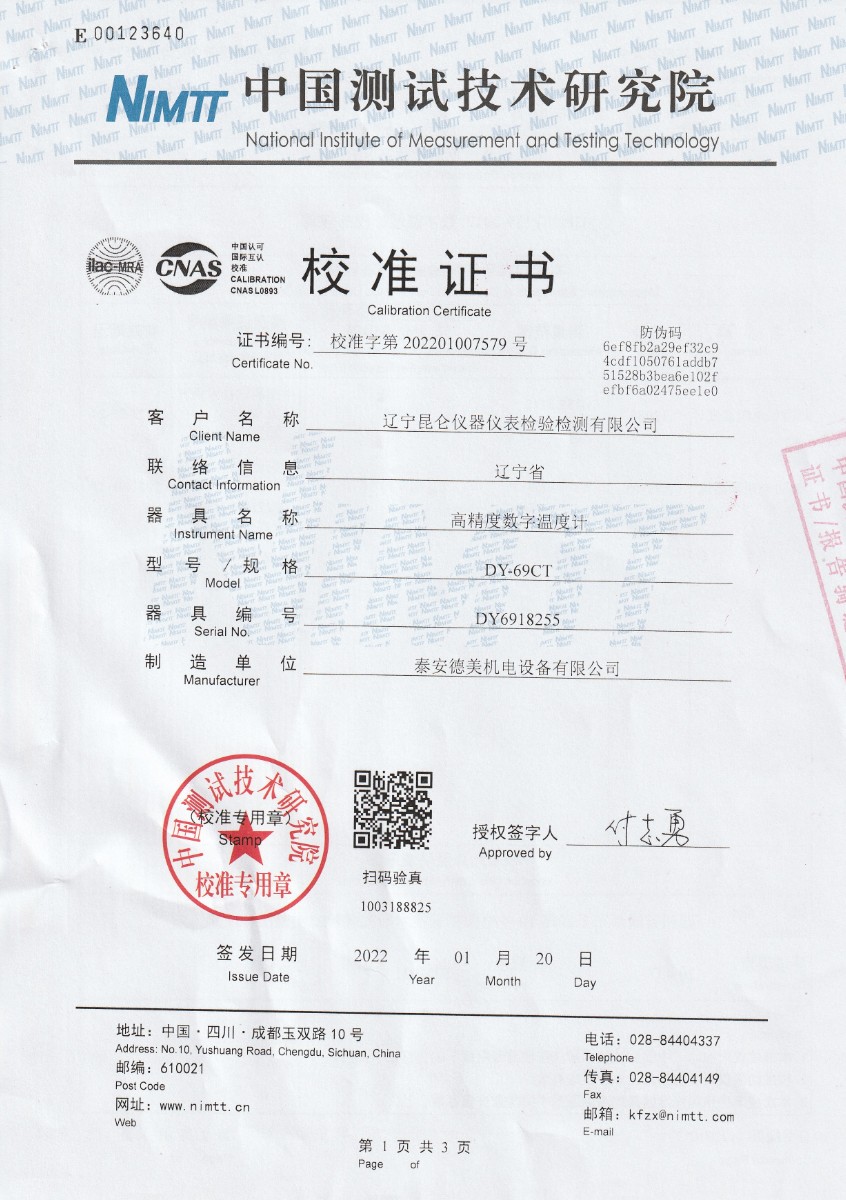 E 00123640
NIMTT 中国测试技术研究院
National Institute of Measurement and Testing Technology
ilac-MRA
CNAS
中国认可
国际互认
校准
CALIBRATION
CNAS L0893
校准证书
Calibration Certificate
证书编号: 校准字第 202201007579 号
Certificate No.
防伪码
6ef8fb2a29ef32c9
4cdf1050761addb7
51528b3bea6e102f
efbf6a02475ee1e0
客户名称 辽宁昆仑仪器仪表检验检测有限公司
Client Name
联络信息 辽宁省
Contact Information
器具名称 高精度数字温度计
Instrument Name
型号/规格 DY-69CT
Model
器具编号 DY6918255
Serial No.
制造单位 泰安德美机电设备有限公司
Manufacturer
证书/报告
中国测试技术研究院
(校准专用章)
Stamp
校准专用章
扫码验真
1003188825
授权签字人 付志勇
Approved by
签发日期 2022 年 01 月 20 日
Issue Date Year Month Day
地址：中国·四川·成都玉双路 10 号
Address: No.10, Yushuang Road, Chengdu, Sichuan, China
邮编：610021
Post Code
网址：www.nimtt.cn
Web
电话：028-84404337
Telephone
传真：028-84404149
Fax
邮箱：kfzx@nimtt.com
E-mail
第 1 页 共 3 页
Page of